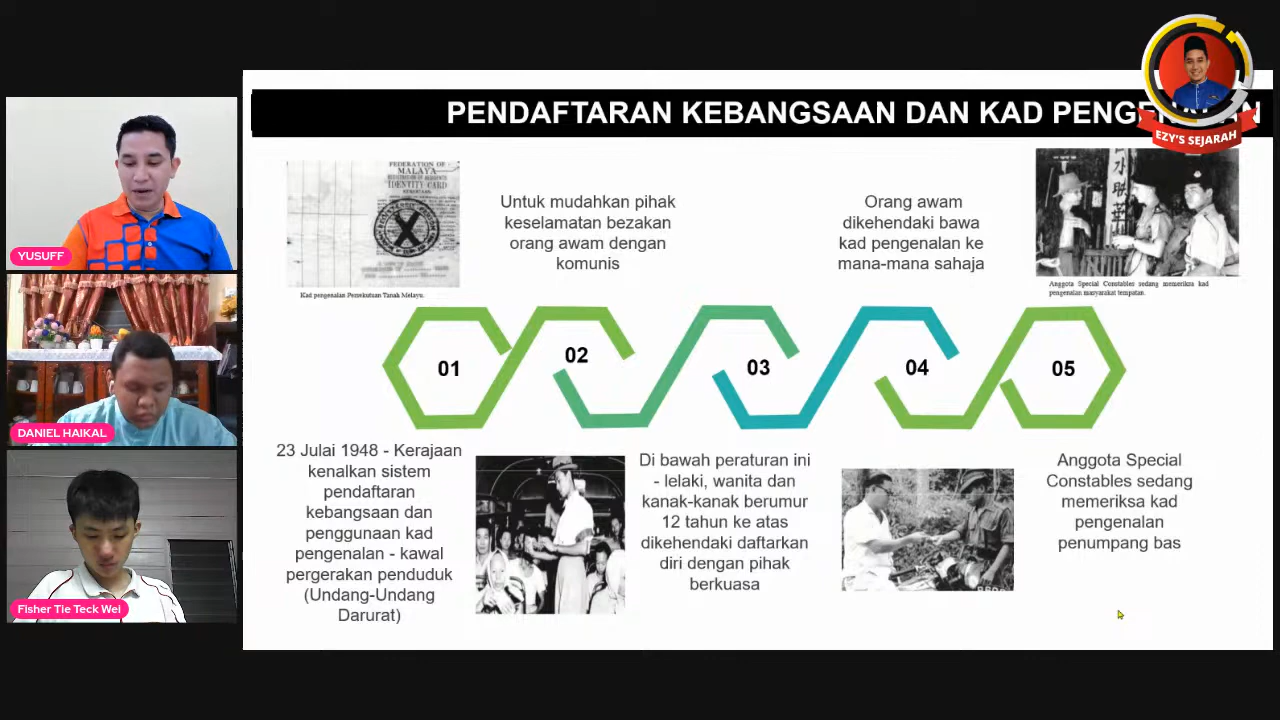 PENDAFTARAN KEBANGSAAN DAN KAD PENGE
EZY'S SEJARAH
YUSUFF
DANIEL HAIKAL
Fisher Tie Teck Wei
FEDERATION OF
MALAYA
IDENTITY CARD
Kad pengenalan Persekutuan Tanah Melayu.
Untuk mudahkan pihak
keselamatan bezakan
orang awam dengan
komunis
Orang awam
dikehendaki bawa
kad pengenalan ke
mana-mana sahaja
Anggota Special Constables sedang memeriksa kad
pengenalan masyarakat tempatan.
01
02
03
04
05
23 Julai 1948 - Kerajaan
kenalkan sistem
pendaftaran
kebangsaan dan
penggunaan kad
pengenalan - kawal
pergerakan penduduk
(Undang-Undang
Darurat)
Di bawah peraturan ini
- lelaki, wanita dan
kanak-kanak berumur
12 tahun ke atas
dikehendaki daftarkan
diri dengan pihak
berkuasa
Anggota Special
Constables sedang
memeriksa kad
pengenalan
penumpang bas